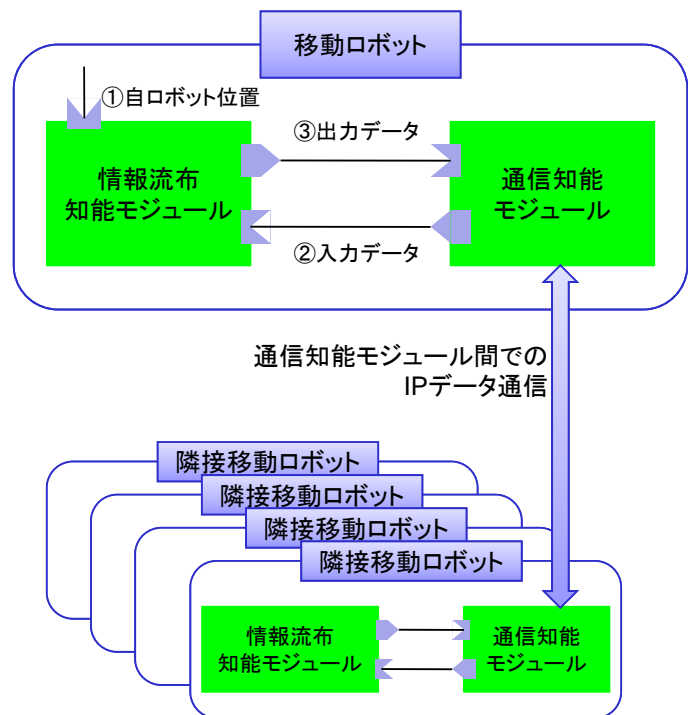 移動ロボット
①自ロボット位置
③出力データ
情報流布
知能モジュール
通信知能
モジュール
②入力データ
通信知能モジュール間での
IPデータ通信
隣接移動ロボット
隣接移動ロボット
隣接移動ロボット
隣接移動ロボット
情報流布
知能モジュール
通信知能
モジュール